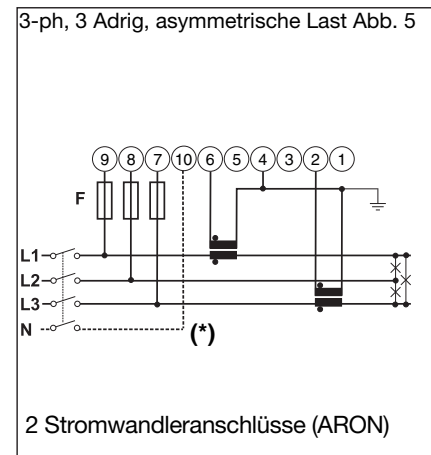 3-ph, 3 Adrig, asymmetrische Last Abb. 5
9 8 7 10 6 5 4 3 2 1
F
L1
L2
L3
N
(*)
2 Stromwandleranschlüsse (ARON)